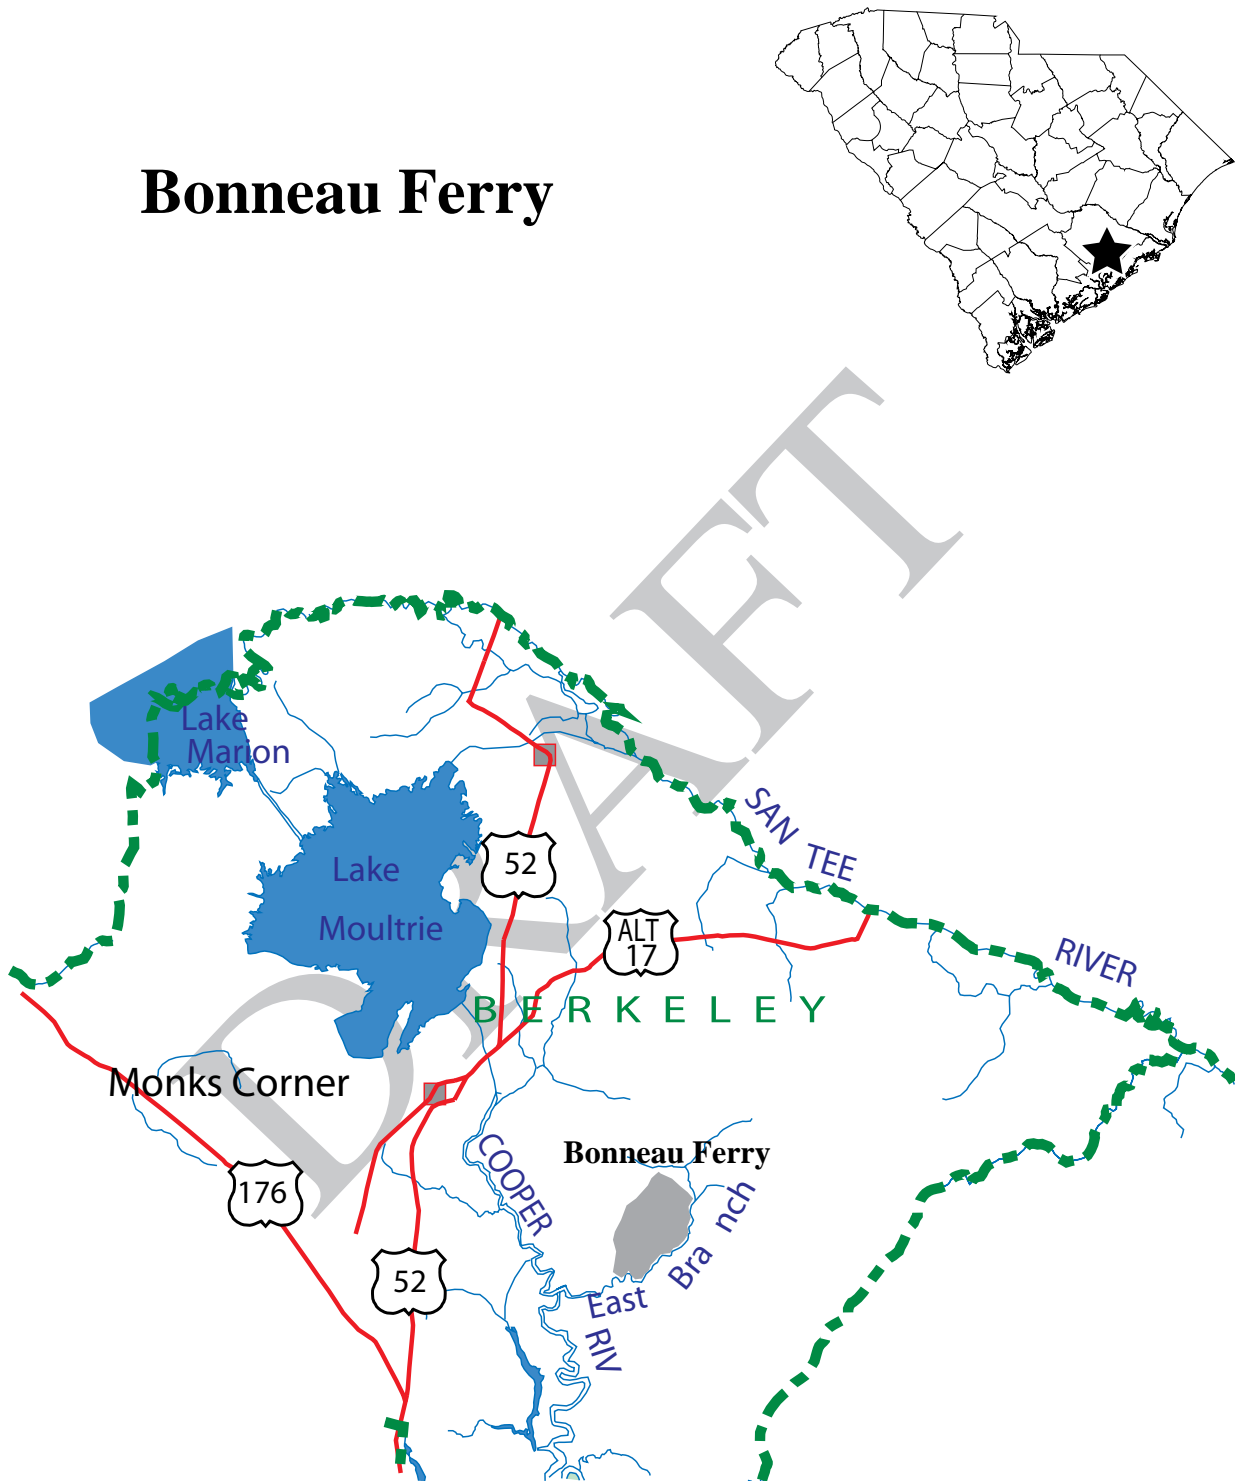 Bonneau Ferry
DRAFT
Lake
Marion
SAN TEE
52
Lake
Moultrie
ALT
17
RIVER
BERKELEY
Monks Corner
COOPER
Bonneau Ferry
176
East Bra nch
52
RIV